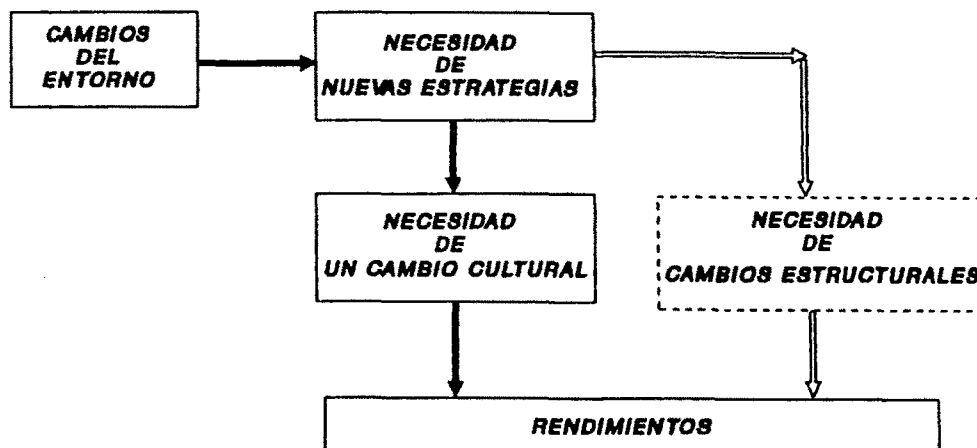 CAMBIOS
DEL
ENTORNO
NECESIDAD
DE
NUEVAS ESTRATEGIAS
NECESIDAD
DE
UN CAMBIO CULTURAL
NECESIDAD
DE
CAMBIOS ESTRUCTURALES
RENDIMIENTOS